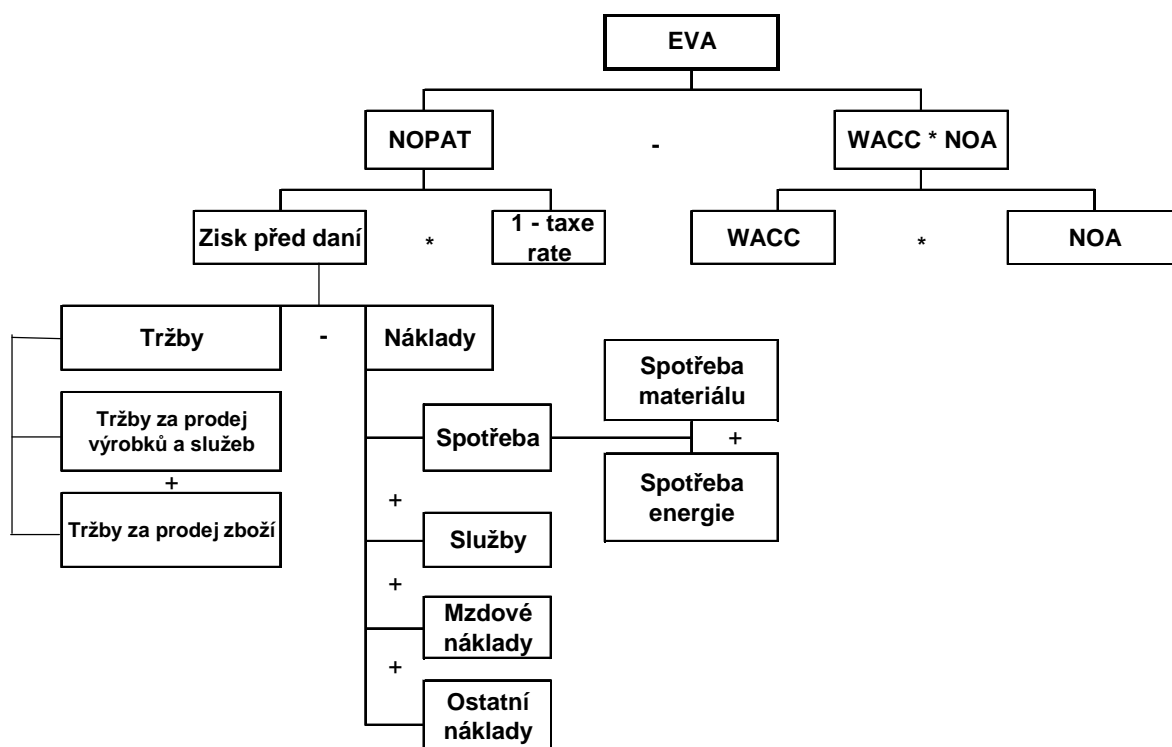 EVA
NOPAT
-
WACC * NOA
Zisk před daní
*
1 - taxe
rate
WACC
*
NOA
Tržby
-
Náklady
Spotřeba
materiálu
Tržby za prodej
výrobků a služeb
Spotřeba
+
+
Spotřeba
energie
+
Tržby za prodej zboží
Služby
+
Mzdové
náklady
+
Ostatní
náklady